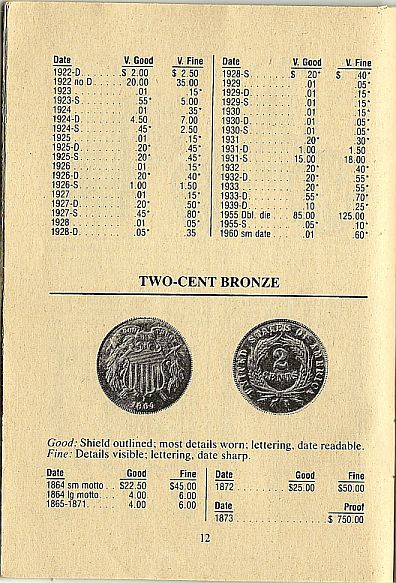 Date V. Good V. Fine
1922-D........ $ 2.00 $ 2.50
1922 no D..... 20.00 35.00
1923.......... .01 .15*
1923-S........ .55* 5.00
1924.......... .01 .35
1924-D........ 4.50 7.00
1924-S........ .45* 2.50
1925.......... .01 .15*
1925-D........ .20* .45*
1925-S........ .20* .45*
1926.......... .01 .15*
1926-D........ .20* .40*
1926-S........ 1.00 1.50
1927.......... .01 .15*
1927-D........ .20* .50*
1927-S........ .45* .80*
1928.......... .01 .05*
1928-D........ .05* .35
Date V. Good V. Fine
1928-S........ $ .20* $ .40*
1929.......... .01 .05*
1929-D........ .01 .15*
1929-S........ .01 .15*
1930.......... .01 .15*
1930-D........ .01 .05*
1930-S........ .01 .05*
1931.......... .20* .30*
1931-D........ 1.00 1.50
1931-S........ 15.00 18.00
1932.......... .20* .40*
1932-D........ .20* .55*
1933.......... .20* .55*
1933-D........ .55* .70*
1939-D........ .10 .25*
1955 Dbl. die.. 85.00 125.00
1955-S........ .05* .10*
1960 sm date... .01 .60*
TWO-CENT BRONZE
1864
UNITED STATES OF AMERICA
2
CENTS
Good: Shield outlined; most details worn; lettering, date readable.
Fine: Details visible; lettering, date sharp.
Date Good Fine
1864 sm motto... $22.50 $45.00
1864 lg motto... 4.00 6.00
1865-1871..... 4.00 6.00
Date Good Fine
1872.......... $25.00 $50.00
Date Proof
1873.................... $ 750.00
12